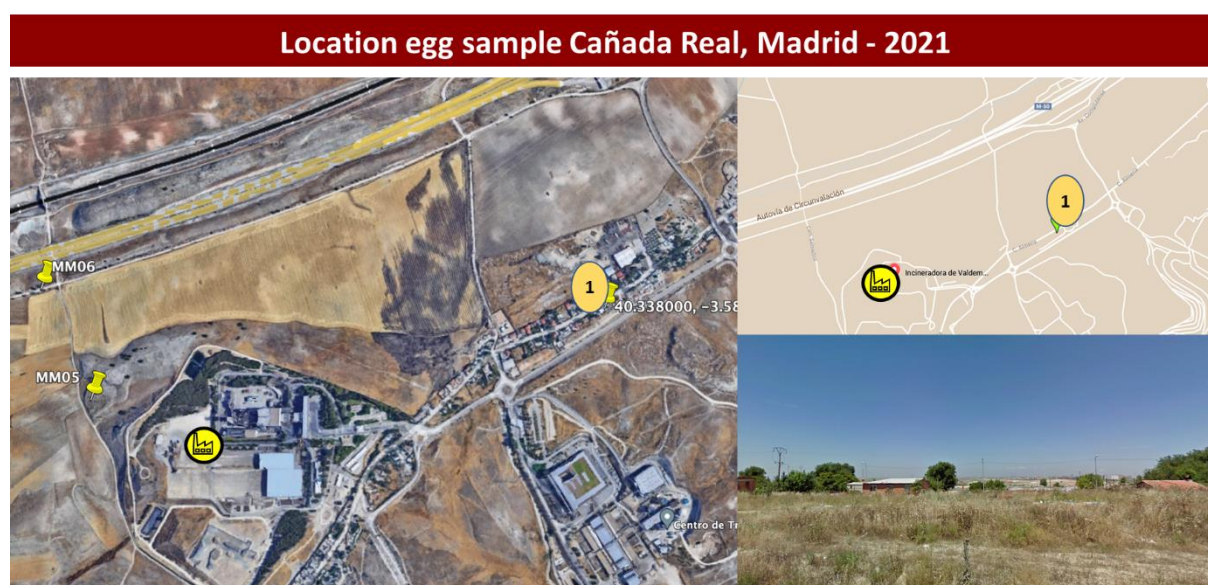 Location egg sample Cañada Real, Madrid - 2021
MM06
1
40.338000, -3.58
MM05
Centro de Tr
M-50
Autovía de Circunvalación
1
Incineradora de Valdem...